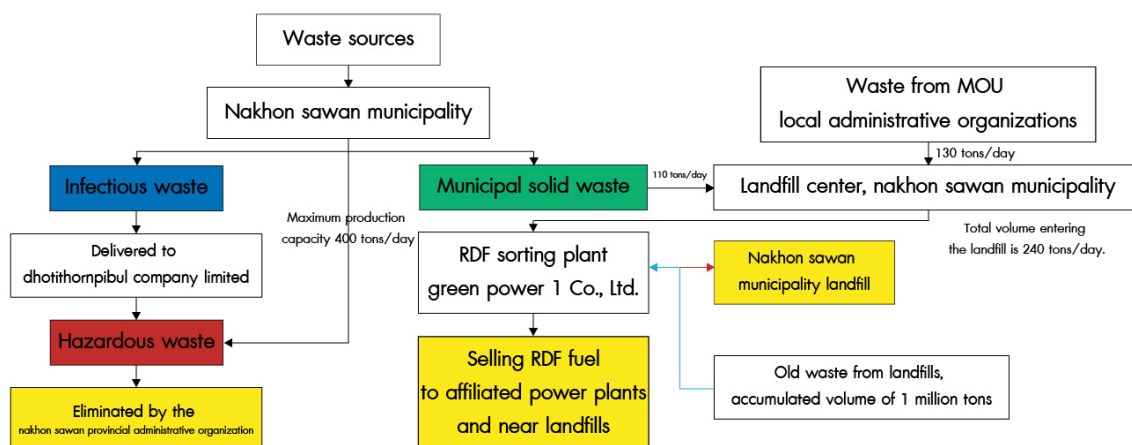 Waste sources
Nakhon sawan municipality
Waste from MOU
local administrative organizations
130 tons/day
Infectious waste
Municipal solid waste
110 tons/day
Landfill center, nakhon sawan municipality
Maximum production
capacity 400 tons/day
Total volume entering
the landfill is 240 tons/day.
Delivered to
dhotithornpibul company limited
RDF sorting plant
green power 1 Co., Ltd.
Nakhon sawan
municipality landfill
Hazardous waste
Selling RDF fuel
to affiliated power plants
and near landfills
Old waste from landfills,
accumulated volume of 1 million tons
Eliminated by the
nakhon sawan provincial administrative organization